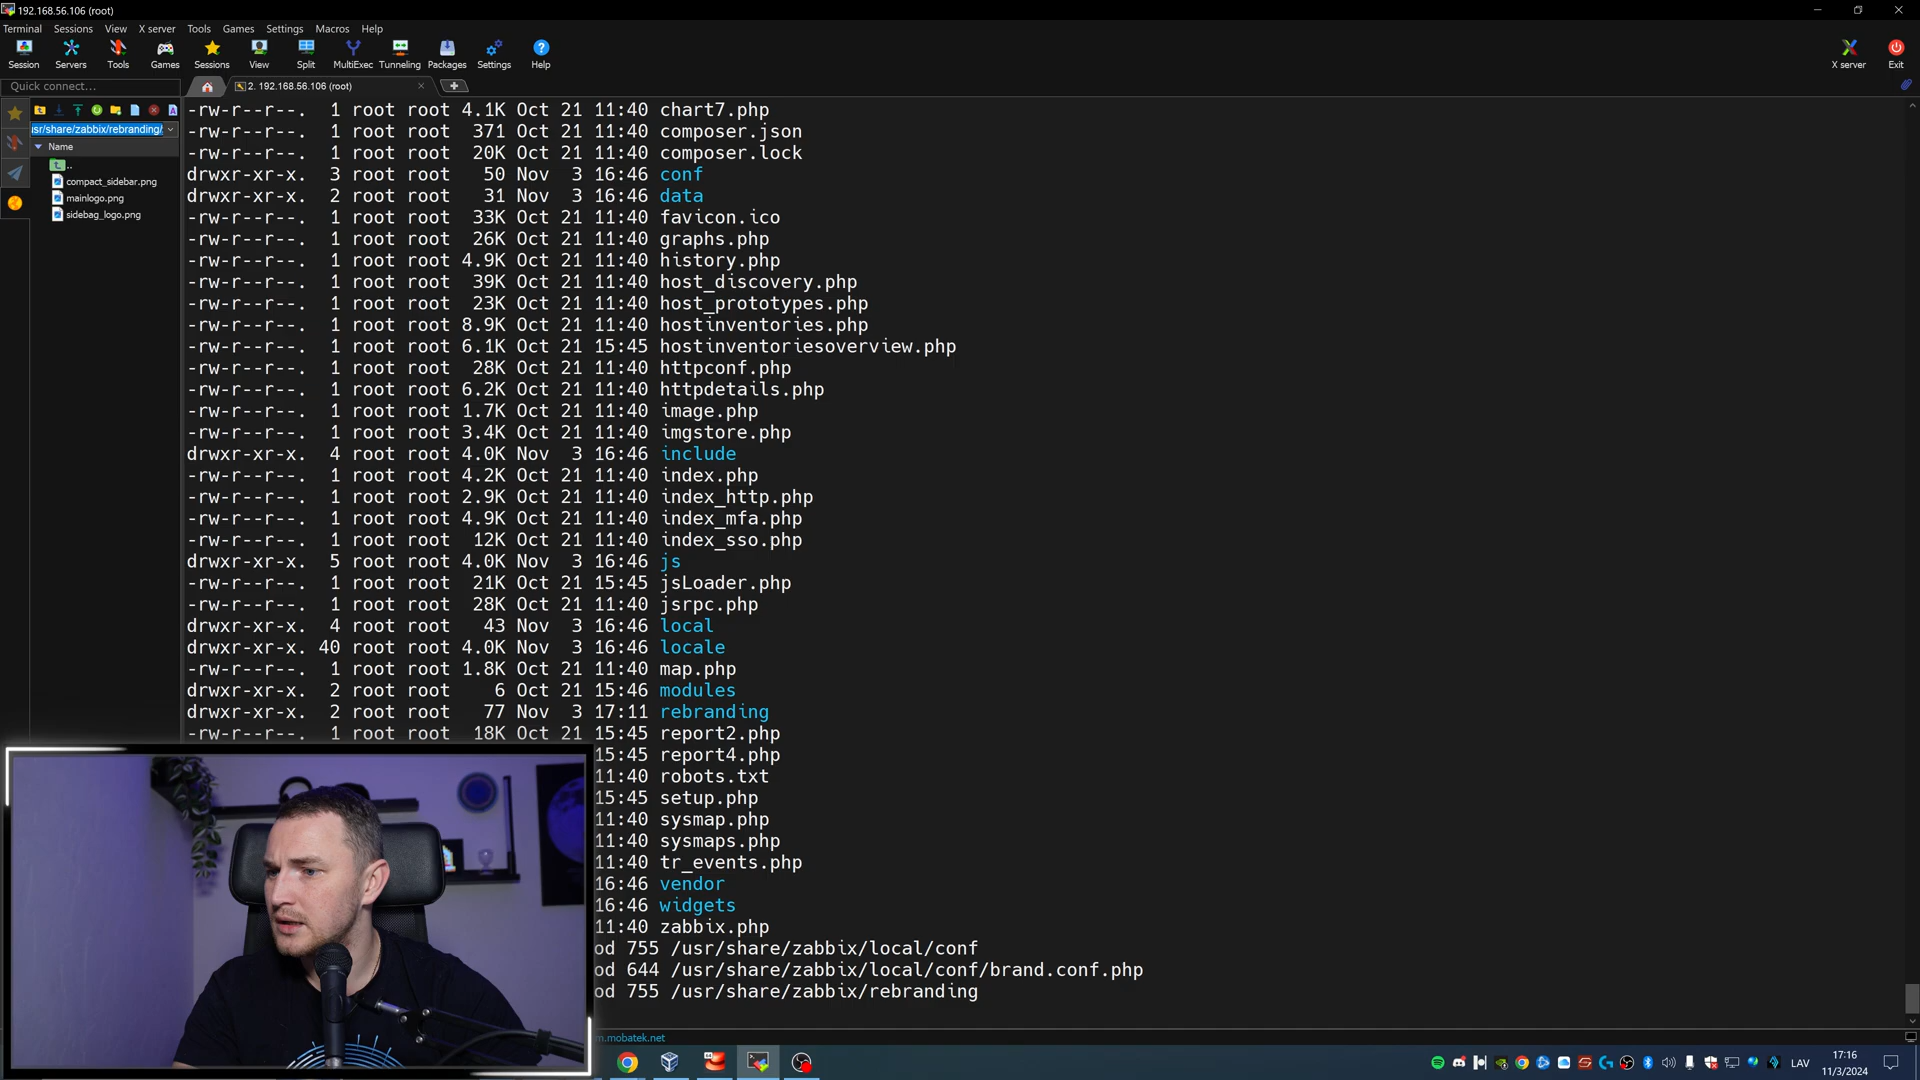 192.168.56.106 (root)
Terminal Sessions View X server Tools Games Settings Macros Help
Session Servers Tools Games Sessions View Split MultiExec Tunneling Packages Settings Help X server Exit
Quick connect...
2. 192.168.56.106 (root)
usr/share/zabbix/rebranding/
Name
..
compact_sidebar.png
mainlogo.png
sidebag_logo.png
-rw-r--r--. 1 root root 4.1K Oct 21 11:40 chart7.php
-rw-r--r--. 1 root root 371 Oct 21 11:40 composer.json
-rw-r--r--. 1 root root 20K Oct 21 11:40 composer.lock
drwxr-xr-x. 3 root root 50 Nov 3 16:46 conf
drwxr-xr-x. 2 root root 31 Nov 3 16:46 data
-rw-r--r--. 1 root root 33K Oct 21 11:40 favicon.ico
-rw-r--r--. 1 root root 26K Oct 21 11:40 graphs.php
-rw-r--r--. 1 root root 4.9K Oct 21 11:40 history.php
-rw-r--r--. 1 root root 39K Oct 21 11:40 host_discovery.php
-rw-r--r--. 1 root root 23K Oct 21 11:40 host_prototypes.php
-rw-r--r--. 1 root root 8.9K Oct 21 11:40 hostinventories.php
-rw-r--r--. 1 root root 6.1K Oct 21 15:45 hostinventoriesoverview.php
-rw-r--r--. 1 root root 28K Oct 21 11:40 httpconf.php
-rw-r--r--. 1 root root 6.2K Oct 21 11:40 httpdetails.php
-rw-r--r--. 1 root root 1.7K Oct 21 11:40 image.php
-rw-r--r--. 1 root root 3.4K Oct 21 11:40 imgstore.php
drwxr-xr-x. 4 root root 4.0K Nov 3 16:46 include
-rw-r--r--. 1 root root 4.2K Oct 21 11:40 index.php
-rw-r--r--. 1 root root 2.9K Oct 21 11:40 index_http.php
-rw-r--r--. 1 root root 4.9K Oct 21 11:40 index_mfa.php
-rw-r--r--. 1 root root 12K Oct 21 11:40 index_sso.php
drwxr-xr-x. 5 root root 4.0K Nov 3 16:46 js
-rw-r--r--. 1 root root 21K Oct 21 15:45 jsLoader.php
-rw-r--r--. 1 root root 28K Oct 21 11:40 jsrpc.php
drwxr-xr-x. 4 root root 43 Nov 3 16:46 local
drwxr-xr-x. 40 root root 4.0K Nov 3 16:46 locale
-rw-r--r--. 1 root root 1.8K Oct 21 11:40 map.php
drwxr-xr-x. 2 root root 6 Oct 21 15:46 modules
drwxr-xr-x. 2 root root 77 Nov 3 17:11 rebranding
-rw-r--r--. 1 root root 18K Oct 21 15:45 report2.php
15:45 report4.php
11:40 robots.txt
15:45 setup.php
11:40 sysmap.php
11:40 sysmaps.php
11:40 tr_events.php
16:46 vendor
16:46 widgets
11:40 zabbix.php
od 755 /usr/share/zabbix/local/conf
od 644 /usr/share/zabbix/local/conf/brand.conf.php
od 755 /usr/share/zabbix/rebranding
m.mobatek.net
LAV
17:16
11/3/2024